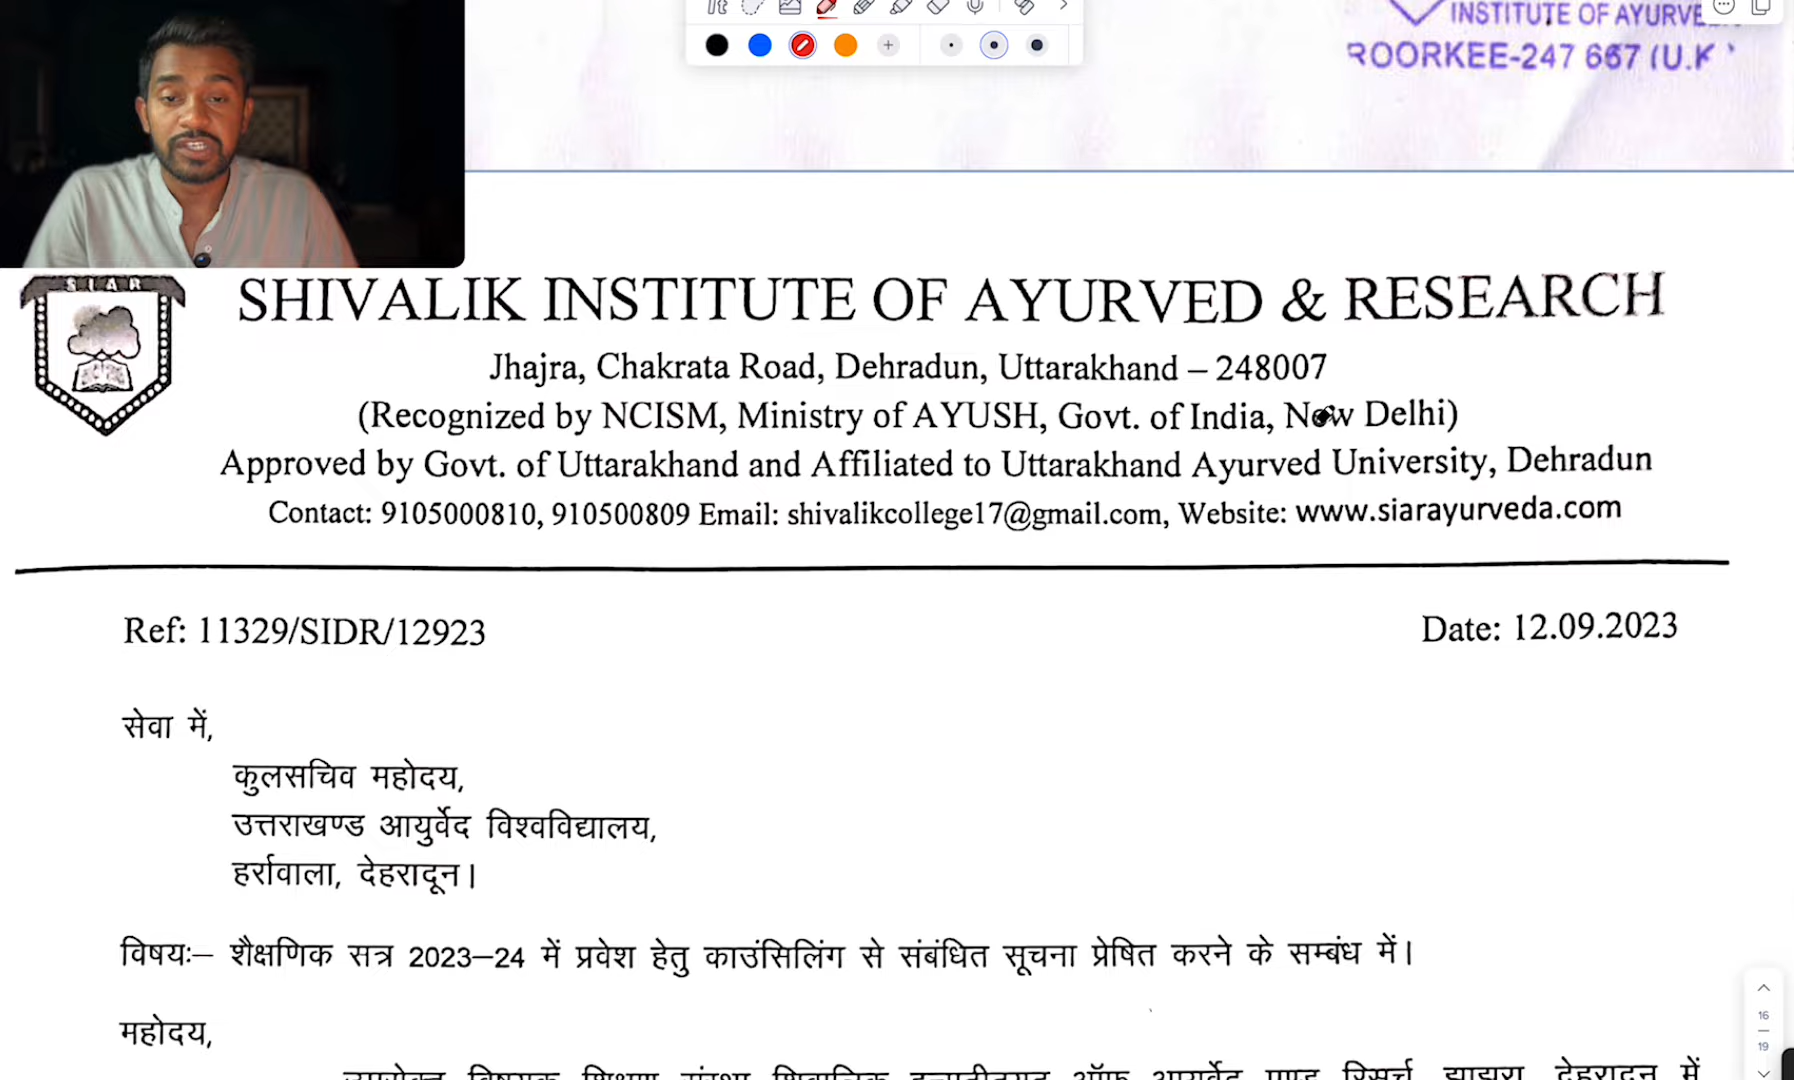 INSTITUTE OF
ROORKEE-247 667 (U.K
SIAR
SHIVALIK INSTITUTE OF AYURVED & RESEARCH
Jhajra, Chakrata Road, Dehradun, Uttarakhand – 248007
(Recognized by NCISM, Ministry of AYUSH, Govt. of India, New Delhi)
Approved by Govt. of Uttarakhand and Affiliated to Uttarakhand Ayurved University, Dehradun
Contact: 9105000810, 910500809 Email: shivalikcollege17@gmail.com, Website: www.siarayurveda.com
Ref: 11329/SIDR/12923
Date: 12.09.2023
सेवा में,
कुलसचिव महोदय,
उत्तराखण्ड आयुर्वेद विश्वविद्यालय,
हर्रावाला, देहरादून।
विषयः– शैक्षणिक सत्र 2023–24 में प्रवेश हेतु काउंसिलिंग से संबंधित सूचना प्रेषित करने के सम्बंध में।
महोदय,
16
19